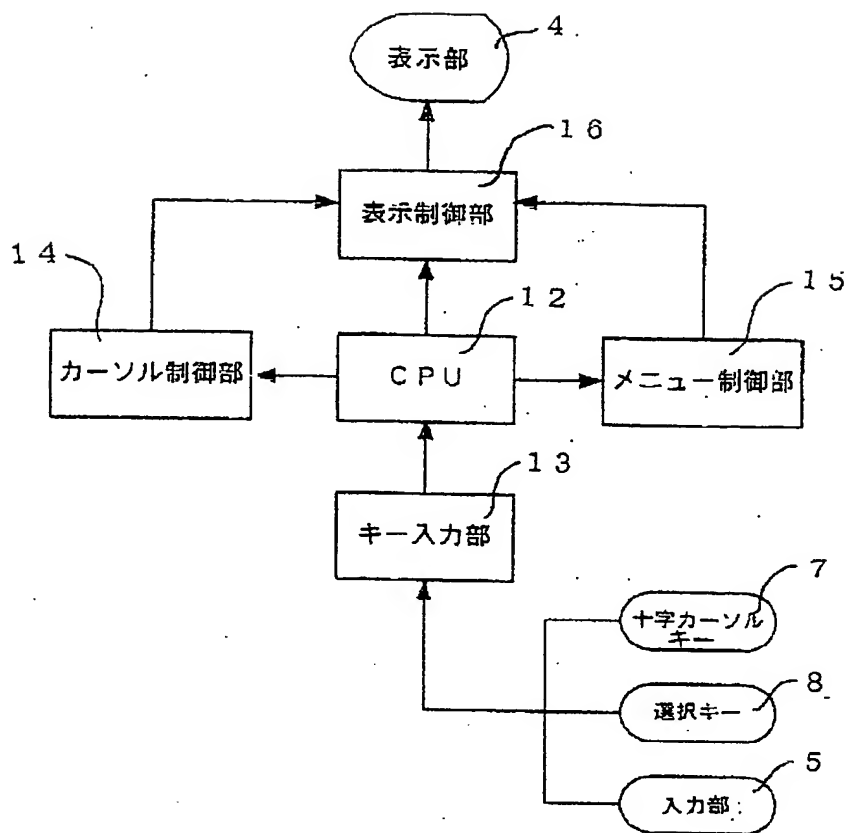 4
表示部
16
表示制御部
14
12
15
カーソル制御部
CPU
メニュー制御部
13
キー入力部
7
十字カーソル
キー
8
選択キー
5
入力部